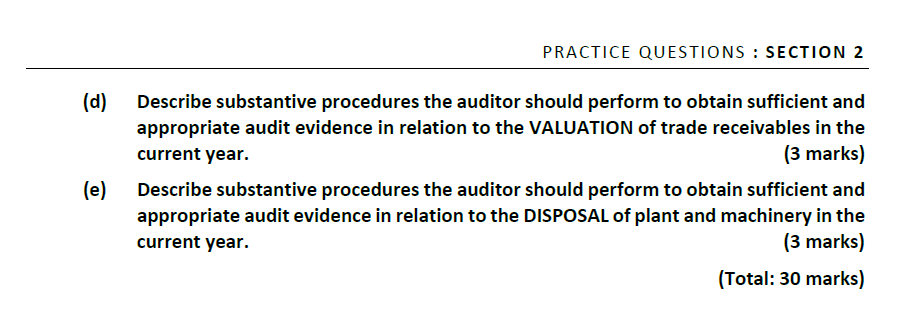 PRACTICE QUESTIONS : SECTION 2
(d) Describe substantive procedures the auditor should perform to obtain sufficient and
appropriate audit evidence in relation to the VALUATION of trade receivables in the
current year. (3 marks)
(e) Describe substantive procedures the auditor should perform to obtain sufficient and
appropriate audit evidence in relation to the DISPOSAL of plant and machinery in the
current year. (3 marks)
(Total: 30 marks)